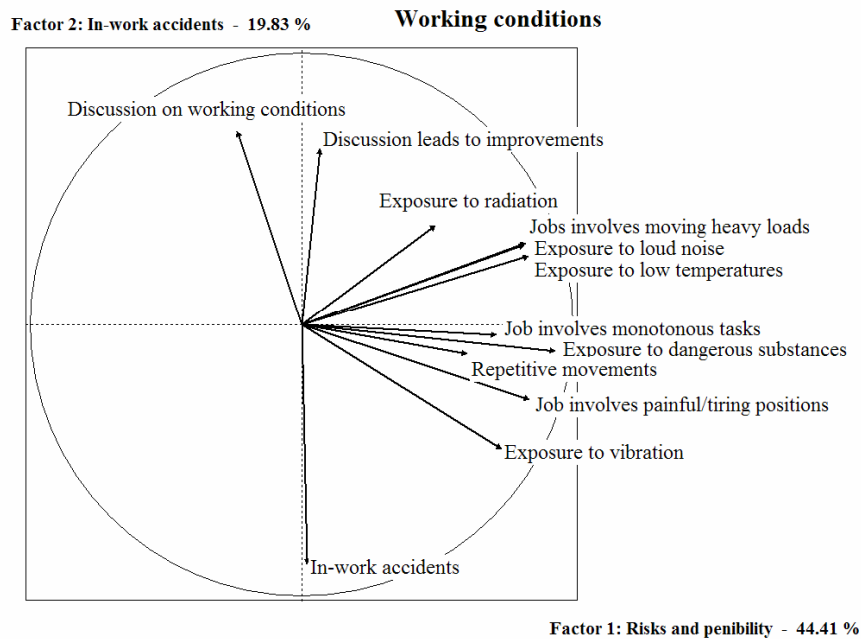 Working conditions
Factor 2: In-work accidents - 19.83 %
Discussion on working conditions
Discussion leads to improvements
Exposure to radiation
Jobs involves moving heavy loads
Exposure to loud noise
Exposure to low temperatures
Job involves monotonous tasks
Exposure to dangerous substances
Repetitive movements
Job involves painful/tiring positions
Exposure to vibration
In-work accidents
Factor 1: Risks and penibility - 44.41 %